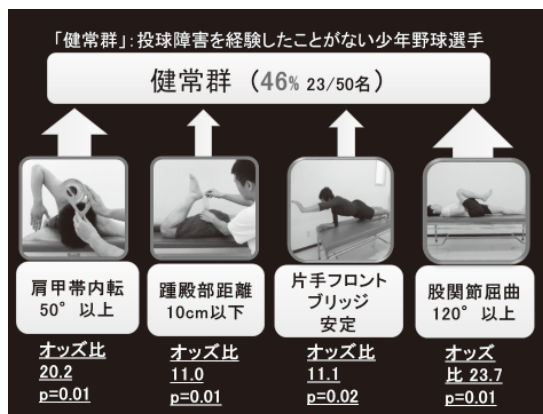 「健常群」:投球障害を経験したことがない少年野球選手
健常群（46% 23/50名）
肩甲帯内転
50°以上
踵殿部距離
10cm以下
片手フロント
ブリッジ
安定
股関節屈曲
120°以上
オッズ比
20.2
p=0.01
オッズ比
11.0
p=0.01
オッズ比
11.1
p=0.02
オッズ
比 23.7
p=0.01